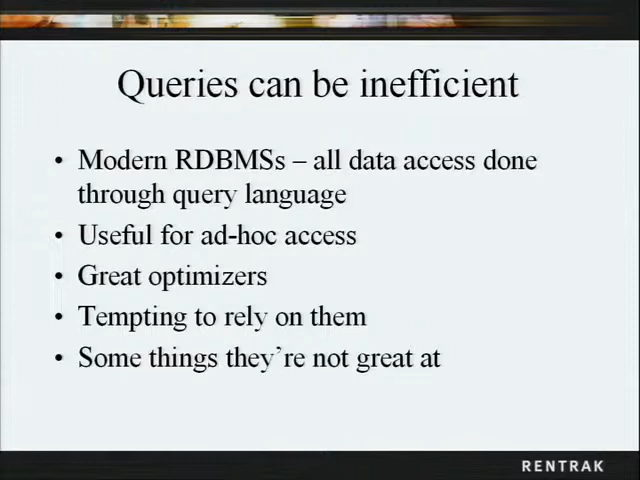 Queries can be inefficient
• Modern RDBMSs – all data access done
through query language
• Useful for ad-hoc access
• Great optimizers
• Tempting to rely on them
• Some things they’re not great at
RENTRAK